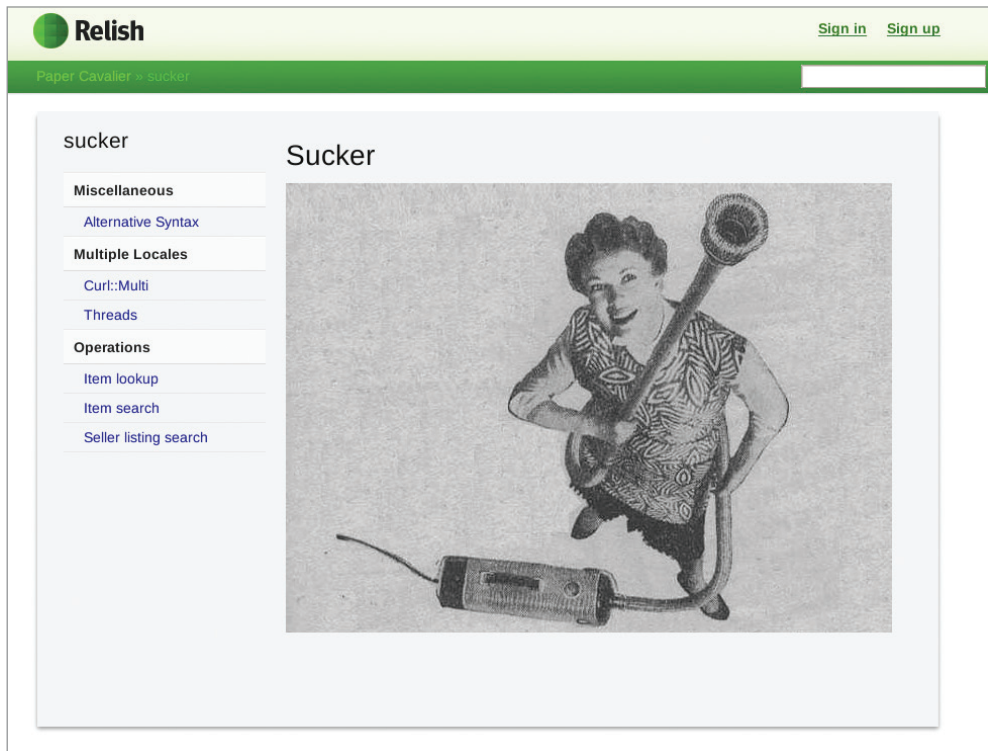 Relish
Sign in Sign up
Paper Cavalier » sucker
sucker
Miscellaneous
Alternative Syntax
Multiple Locales
Curl::Multi
Threads
Operations
Item lookup
Item search
Seller listing search
Sucker